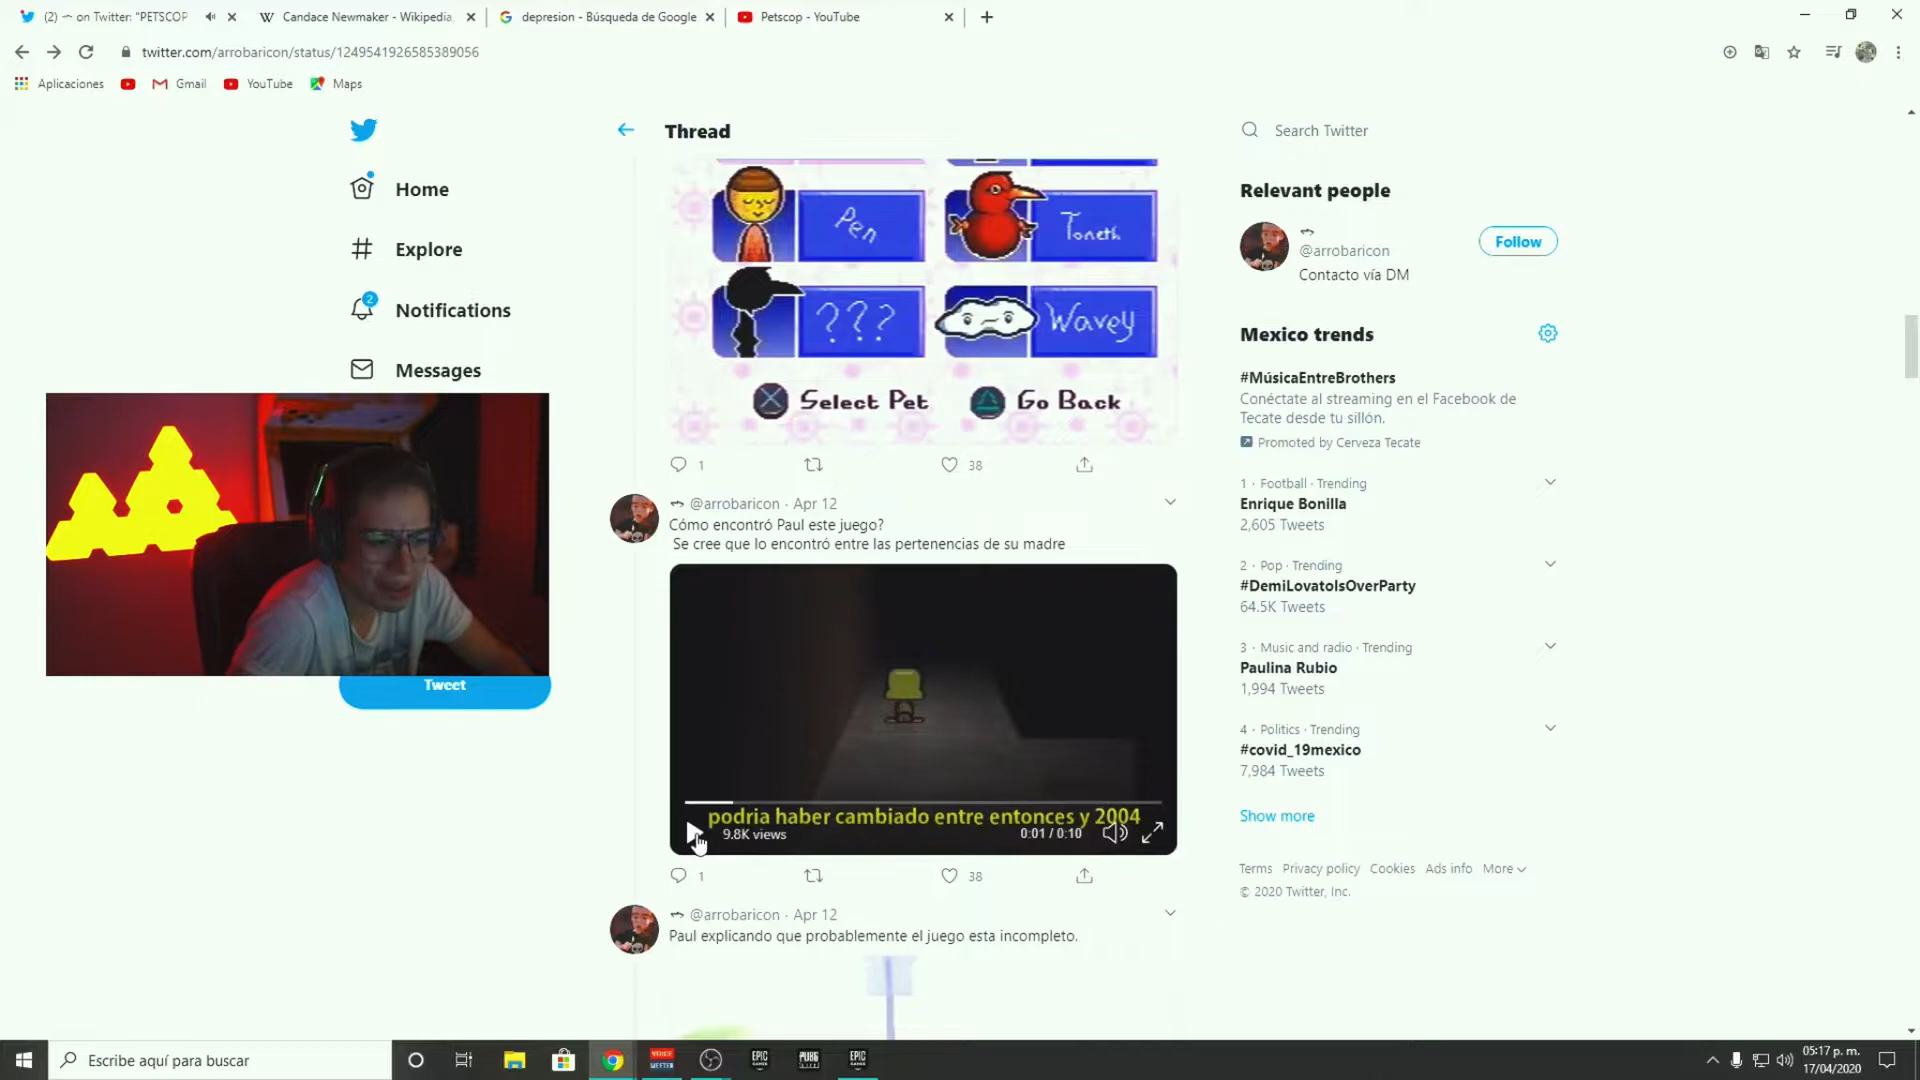 (2) ⌢ on Twitter: "PETSCOP
Candace Newmaker - Wikipedia,
depresion - Búsqueda de Google
Petscop - YouTube
twitter.com/arrobaricon/status/1249541926585389056
Aplicaciones
Gmail
YouTube
Maps
Home
Explore
2
Notifications
Messages
Tweet
Thread
Pen
Toneth
???
Wavey
Select Pet
Go Back
1
38
@arrobaricon · Apr 12
Cómo encontró Paul este juego?
Se cree que lo encontró entre las pertenencias de su madre
podria haber cambiado entre entonces y 2004
9.8K views
0:01 / 0:10
1
38
@arrobaricon · Apr 12
Paul explicando que probablemente el juego esta incompleto.
Search Twitter
Relevant people
@arrobaricon
Follow
Contacto vía DM
Mexico trends
#MúsicaEntreBrothers
Conéctate al streaming en el Facebook de
Tecate desde tu sillón.
Promoted by Cerveza Tecate
1 · Football · Trending
Enrique Bonilla
2,605 Tweets
2 · Pop · Trending
#DemiLovatoIsOverParty
64.5K Tweets
3 · Music and radio · Trending
Paulina Rubio
1,994 Tweets
4 · Politics · Trending
#covid_19mexico
7,984 Tweets
Show more
Terms Privacy policy Cookies Ads info More
© 2020 Twitter, Inc.
Escribe aquí para buscar
EPIC
GAMES
PUBG
LITE
EPIC
GAMES
05:17 p. m.
17/04/2020